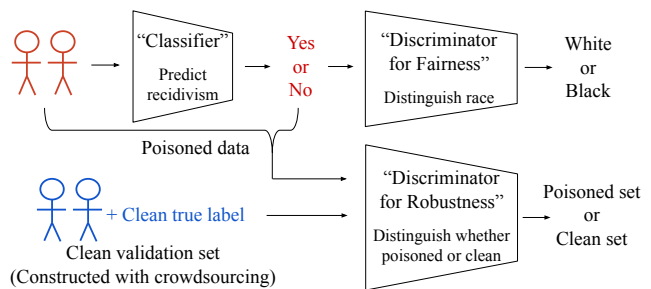 “Classifier”
Predict
recidivism
Yes
or
No
“Discriminator
for Fairness”
Distinguish race
White
or
Black
Poisoned data
+ Clean true label
Clean validation set
(Constructed with crowdsourcing)
“Discriminator
for Robustness”
Distinguish whether
poisoned or clean
Poisoned set
or
Clean set